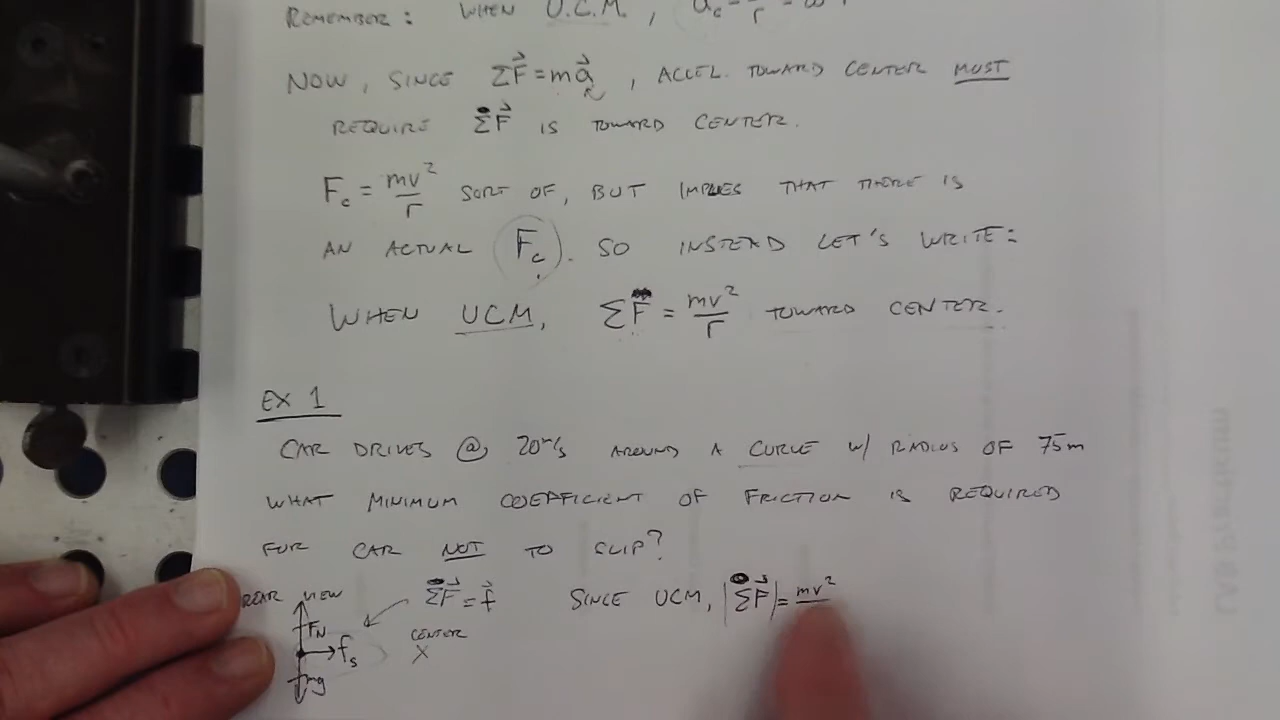 REMEMBER: WHEN U.C.M., a_c = 
NOW, SINCE ΣF⃗ = ma⃗, ACCEL. TOWARD CENTER MUST
REQUIRE ΣF⃗ IS TOWARD CENTER.
F_c = mv²/r SORT OF, BUT IMPLIES THAT THERE IS
AN ACTUAL F_c. SO INSTEAD LET'S WRITE:
WHEN UCM, ΣF = mv²/r TOWARD CENTER.
EX 1
CAR DRIVES @ 20m/s AROUND A CURVE W/ RADIUS OF 75m
WHAT MINIMUM COEFFICIENT OF FRICTION IS REQUIRED
FOR CAR NOT TO SLIP?
REAR VIEW ΣF⃗ = f⃗ SINCE UCM, |ΣF⃗| = mv²
F_N CENTER
f_s X
mg